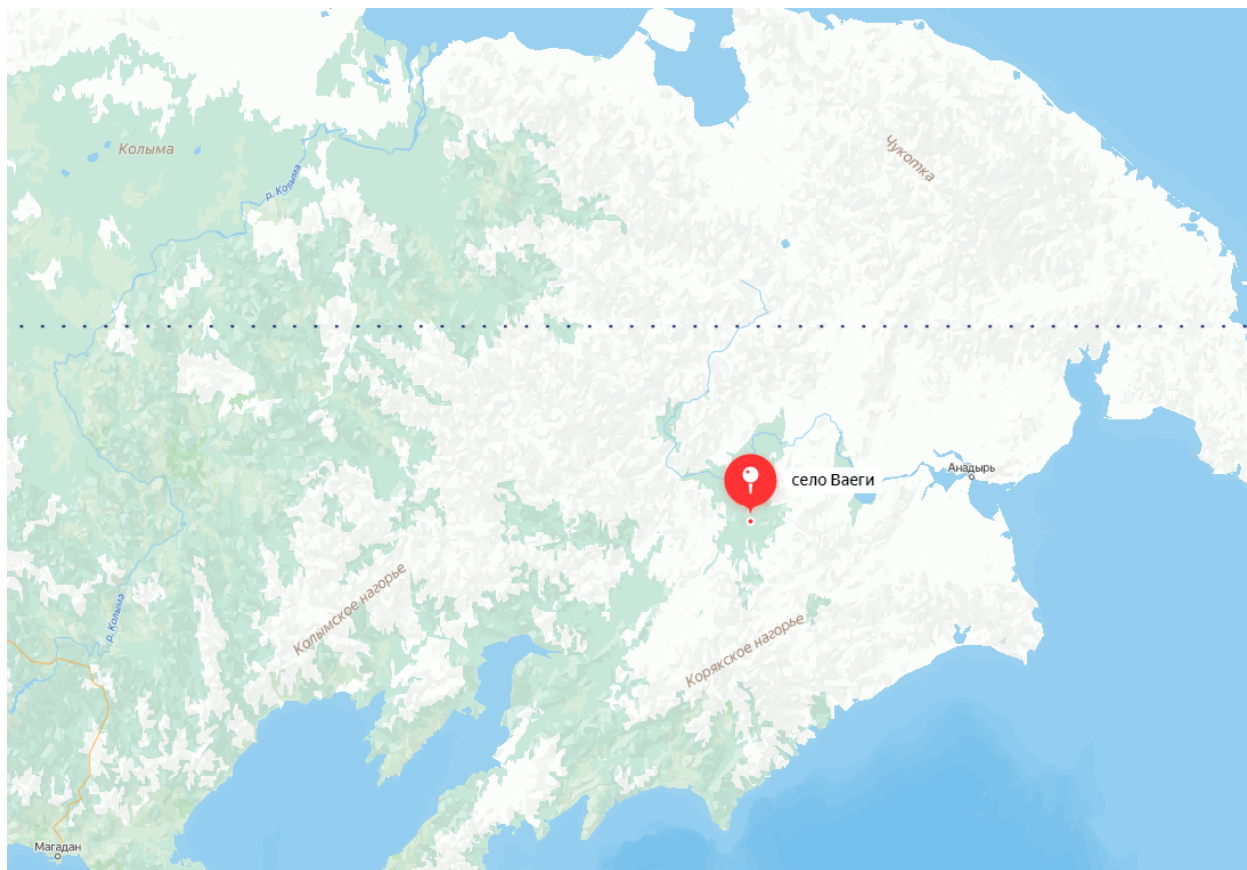 Чукотка
Колыма
р. Колыма
Анадырь
село Ваеги
Колымское нагорье
р. Колыма
Корякское нагорье
Магадан